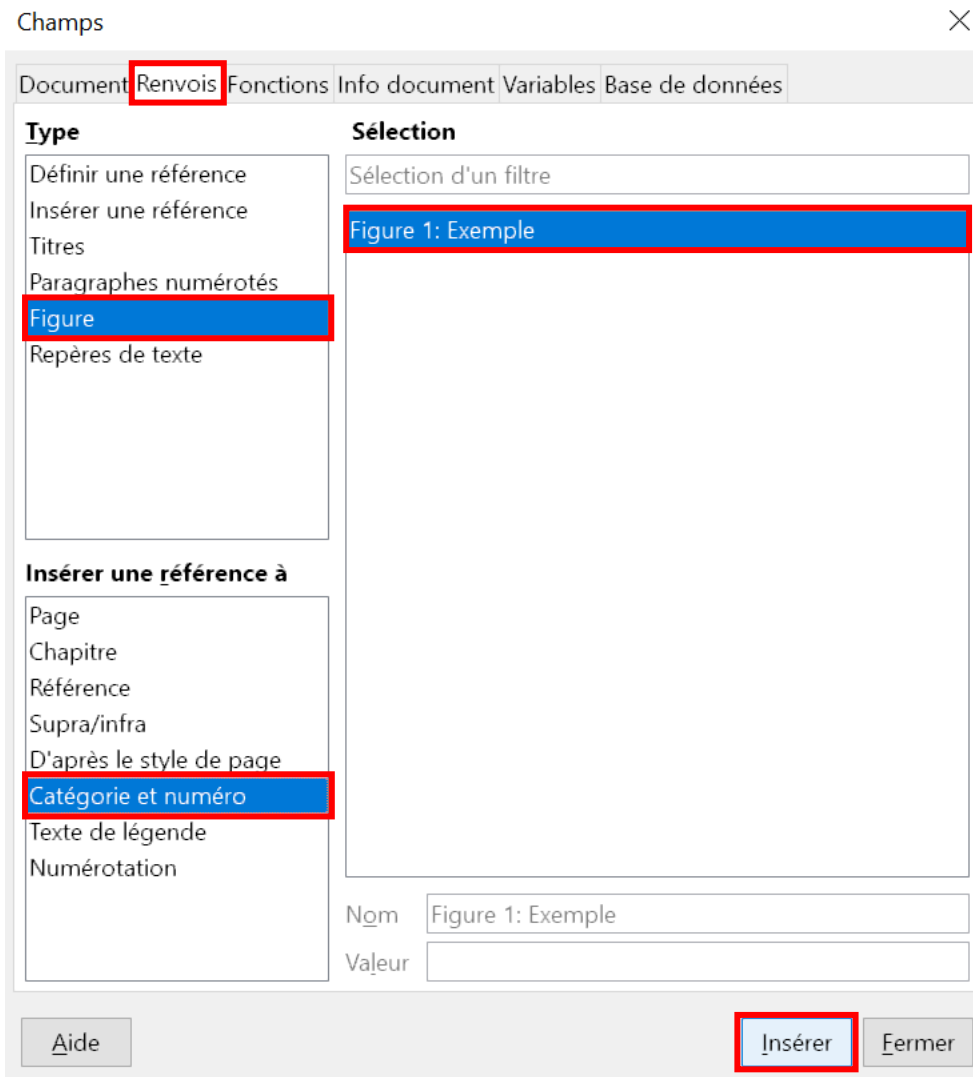 Champs
Document Renvois Fonctions Info document Variables Base de données
Type
Définir une référence
Insérer une référence
Titres
Paragraphes numérotés
Figure
Repères de texte
Sélection
Sélection d'un filtre
Figure 1: Exemple
Insérer une référence à
Page
Chapitre
Référence
Supra/infra
D'après le style de page
Catégorie et numéro
Texte de légende
Numérotation
Nom Figure 1: Exemple
Valeur
Aide Insérer Fermer